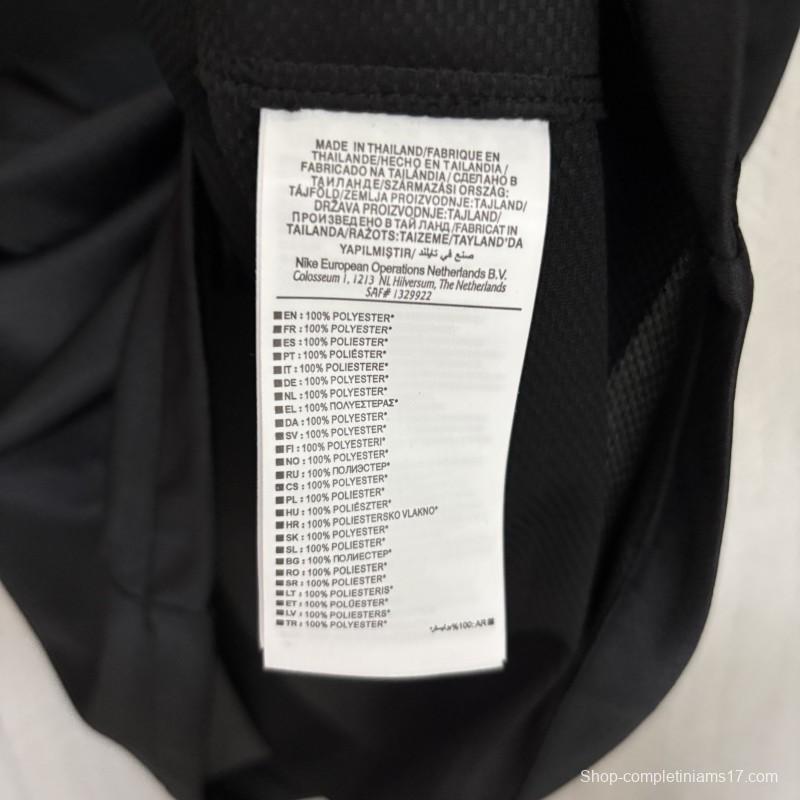 MADE IN THAILAND/FABRIQUE EN
THAILANDE/HECHO EN TAILANDIA/
FABRICADO NA TAILÂNDIA/СДЕЛАНО В
ТАИЛАНДЕ/SZÁRMAZÁSI ORSZÁG:
TÁJFÖLD/ZEMLJA PROIZVODNJE:TAJLAND/
DRŽAVA PROIZVODNJE:TAJLAND/
ПРОИЗВЕДЕНО В ТАЙЛАНД/FABRICAT IN
TAILANDA/RAŽOTS:TAIZEME/TAYLAND'DA
YAPILMIŞTIR/ صنع في تايلند
Nike European Operations Netherlands B.V.
Colosseum 1, 1213 NL Hilversum, The Netherlands
SAF# 1329922
EN : 100% POLYESTER*
FR : 100% POLYESTER*
ES : 100% POLIESTER*
PT : 100% POLIÉSTER*
IT : 100% POLIESTERE*
DE : 100% POLYESTER*
NL : 100% POLYESTER*
EL : 100% ΠΟΛΥΕΣΤΕΡΑΣ*
DA : 100% POLYESTER*
SV : 100% POLYESTER*
FI : 100% POLYESTERI*
NO : 100% POLYESTER*
RU : 100% ПОЛИЭСТЕР*
CS : 100% POLYESTER*
PL : 100% POLIESTER*
HU : 100% POLIÉSZTER*
HR : 100% POLIESTERSKO VLAKNO*
SK : 100% POLYESTER*
SL : 100% POLIESTER*
BG : 100% ПОЛИЕСТЕР*
RO : 100% POLIESTER*
SR : 100% POLIESTER*
LT : 100% POLIESTERIS*
ET : 100% POLÜESTER*
LV : 100% POLIESTERS*
TR : 100% POLYESTER*
AR :100%
Shop-completiniams17.com